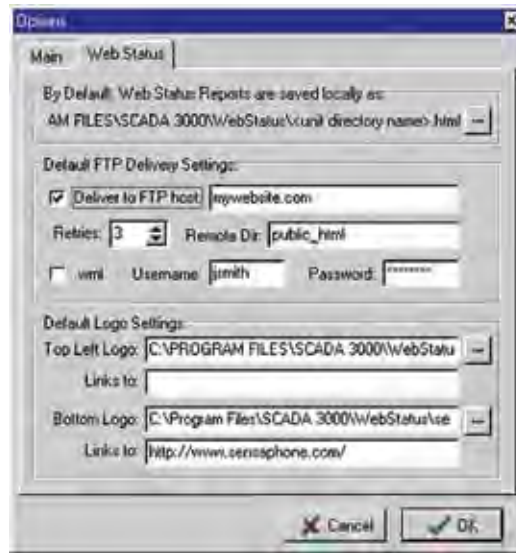 Options
Main Web Status
By Default, Web Status Reports are saved locally as:
AM FILES\SCADA 3000\WebStatus\<unit directory name>.html ...
Default FTP Delivery Settings:
Deliver to FTP host: mywebsite.com
Retries: 3 Remote Dir: public_html
wml Username: jsmith Password: ********
Default Logo Settings:
Top Left Logo: C:\PROGRAM FILES\SCADA 3000\WebStatu ...
Links to:
Bottom Logo: C:\Program Files\SCADA 3000\WebStatus\se ...
Links to: http://www.sensaphone.com/
Cancel OK